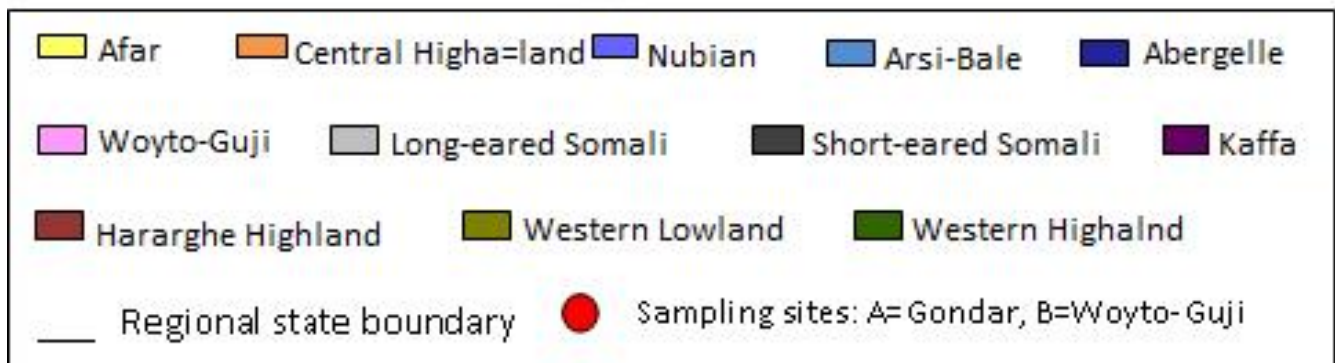 Afar Central Higha=land Nubian Arsi-Bale Abergelle
Woyto-Guji Long-eared Somali Short-eared Somali Kaffa
Hararghe Highland Western Lowland Western Highalnd
Regional state boundary Sampling sites: A=Gondar, B=Woyto-Guji